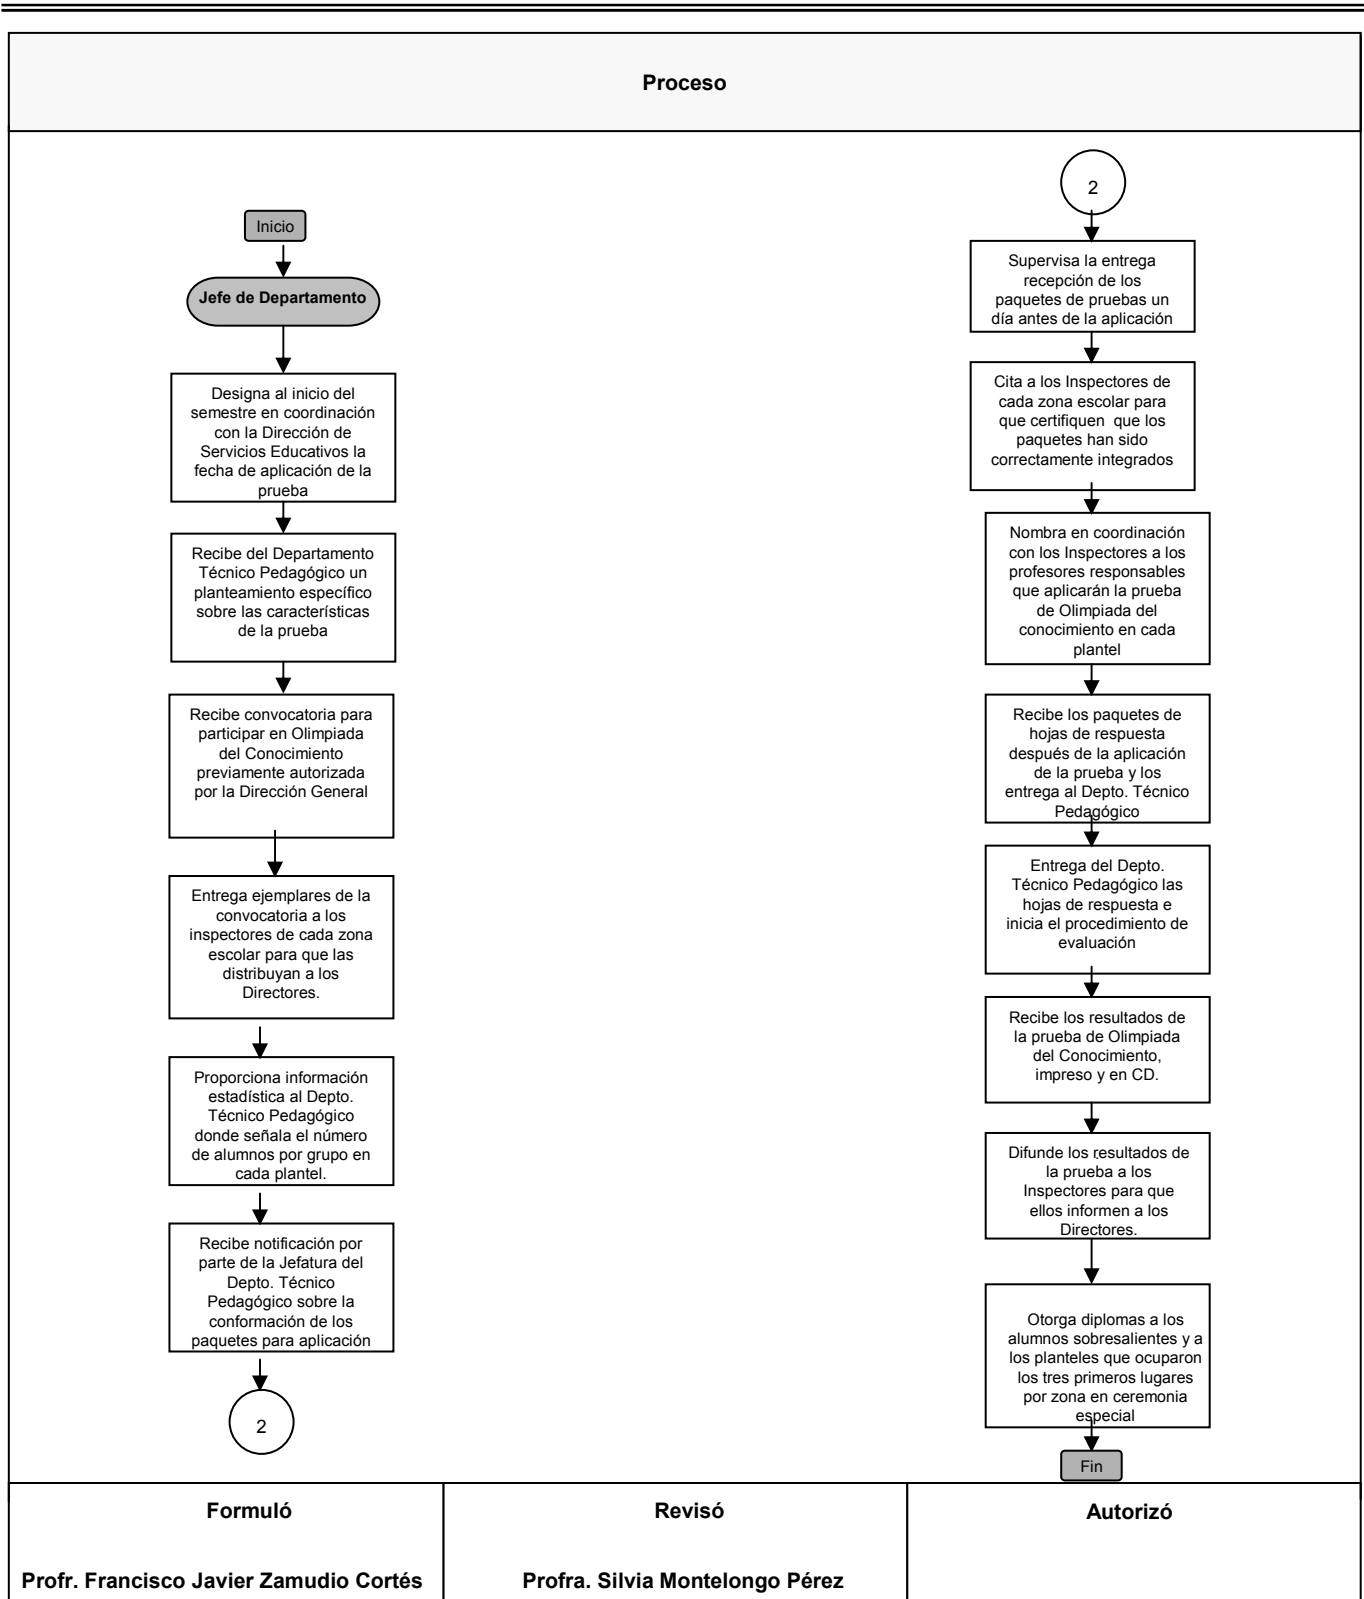 Proceso
Inicio
Jefe de Departamento
Designa al inicio del
semestre en coordinación
con la Dirección de
Servicios Educativos la
fecha de aplicación de la
prueba
Recibe del Departamento
Técnico Pedagógico un
planteamiento específico
sobre las características
de la prueba
Recibe convocatoria para
participar en Olimpiada
del Conocimiento
previamente autorizada
por la Dirección General
Entrega ejemplares de la
convocatoria a los
inspectores de cada zona
escolar para que las
distribuyan a los
Directores.
Proporciona información
estadística al Depto.
Técnico Pedagógico
donde señala el número
de alumnos por grupo en
cada plantel.
Recibe notificación por
parte de la Jefatura del
Depto. Técnico
Pedagógico sobre la
conformación de los
paquetes para aplicación
2
2
Supervisa la entrega
recepción de los
paquetes de pruebas un
día antes de la aplicación
Cita a los Inspectores de
cada zona escolar para
que certifiquen que los
paquetes han sido
correctamente integrados
Nombra en coordinación
con los Inspectores a los
profesores responsables
que aplicarán la prueba
de Olimpiada del
conocimiento en cada
plantel
Recibe los paquetes de
hojas de respuesta
después de la aplicación
de la prueba y los
entrega al Depto. Técnico
Pedagógico
Entrega del Depto.
Técnico Pedagógico las
hojas de respuesta e
inicia el procedimiento de
evaluación
Recibe los resultados de
la prueba de Olimpiada
del Conocimiento,
impreso y en CD.
Difunde los resultados de
la prueba a los
Inspectores para que
ellos informen a los
Directores.
Otorga diplomas a los
alumnos sobresalientes y a
los planteles que ocuparon
los tres primeros lugares
por zona en ceremonia
especial
Fin
Formuló
Revisó
Autorizó
Profr. Francisco Javier Zamudio Cortés
Profra. Silvia Montelongo Pérez